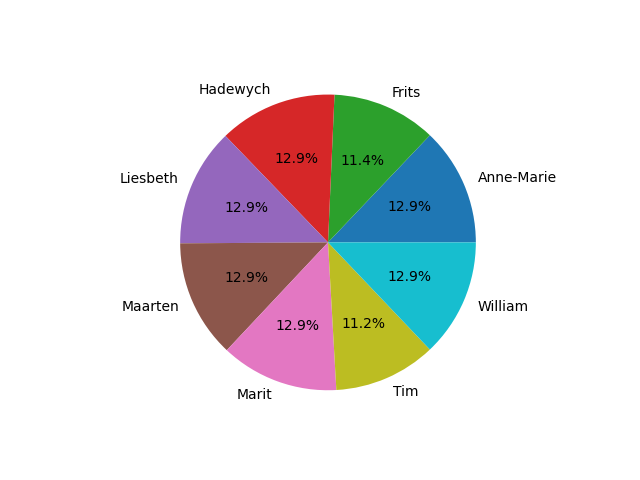 Hadewych
Frits
Anne-Marie
Liesbeth
Maarten
Marit
Tim
William
12.9%
11.4%
12.9%
12.9%
12.9%
12.9%
11.2%
12.9%